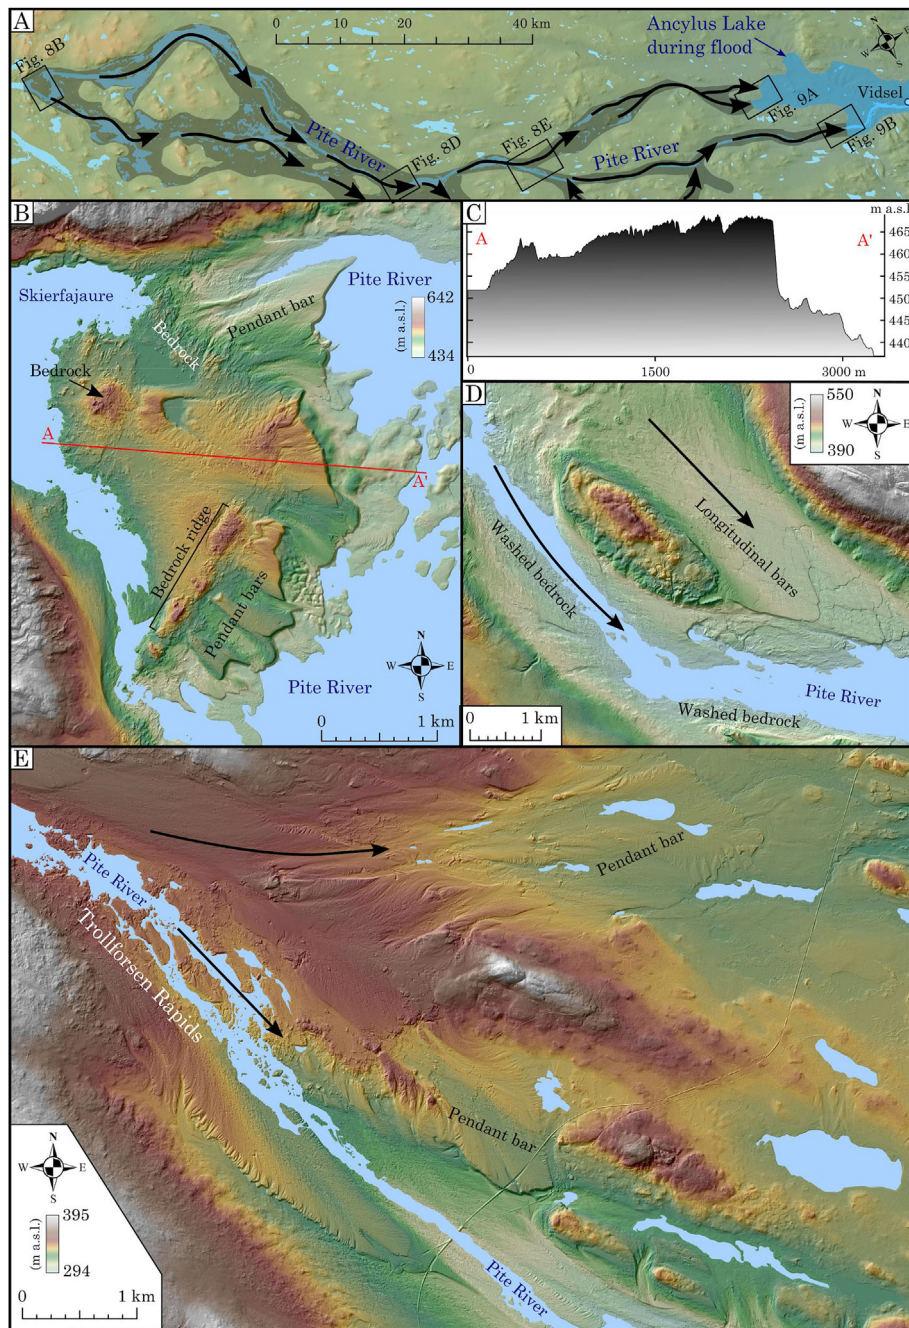 A
0
10
20
40 km
Ancylus Lake
during flood
N
W
E
S
Fig. 8B
Pite River
Fig. 8D
Fig. 8E
Pite River
Fig. 9A
Fig. 9B
Vidsel
B
Skierfajaure
Pite River
Pendant bar
642
(m a.s.l.)
434
Bedrock
Bedrock
A
A'
Bedrock ridge
Pendant bars
N
W
E
S
Pite River
0
1 km
C
m a.s.l.
A
A'
465
460
455
450
445
440
0
1500
3000 m
D
550
(m a.s.l.)
390
N
W
E
S
Longitudinal bars
Washed bedrock
Pite River
Washed bedrock
0
1 km
E
Pite River
Trollforsen Rapids
Pendant bar
Pendant bar
Pite River
N
W
E
S
395
(m a.s.l.)
294
0
1 km